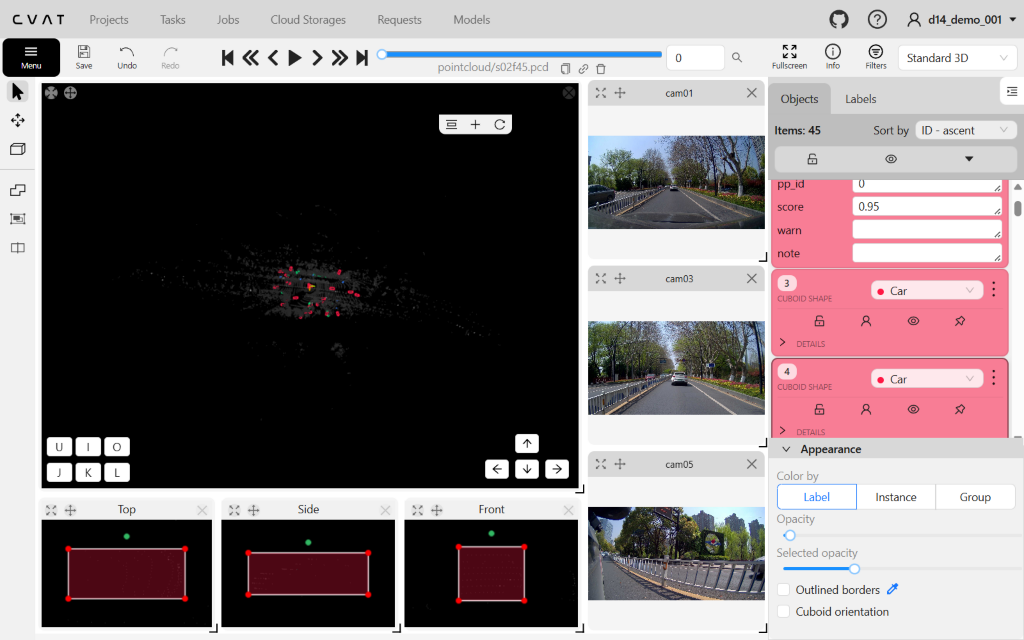 CVAT
Projects
Tasks
Jobs
Cloud Storages
Requests
Models
d14_demo_001
Menu
Save
Undo
Redo
pointcloud/s02f45.pcd
0
Fullscreen
Info
Filters
Standard 3D
cam01
cam03
cam05
U I O
J K L
Top
Side
Front
Objects
Labels
Items: 45
Sort by
ID - ascent
pp_id
0
score
0.95
warn
note
3
CUBOID SHAPE
Car
DETAILS
4
CUBOID SHAPE
Car
DETAILS
Appearance
Color by
Label
Instance
Group
Opacity
Selected opacity
Outlined borders
Cuboid orientation